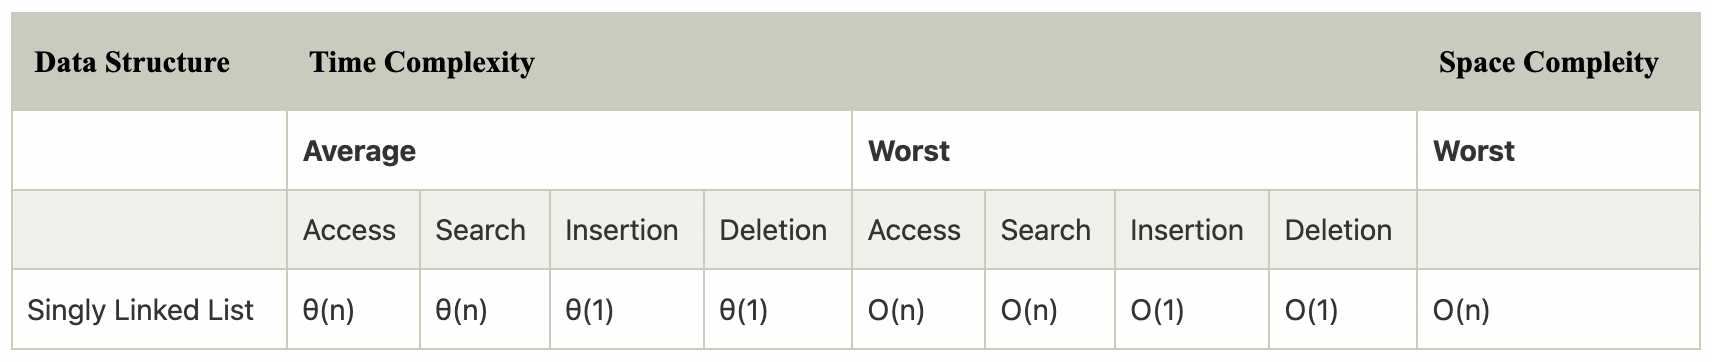 Data Structure Time Complexity Space Compleity
Average Worst Worst
Access Search Insertion Deletion Access Search Insertion Deletion
Singly Linked List θ(n) θ(n) θ(1) θ(1) O(n) O(n) O(1) O(1) O(n)